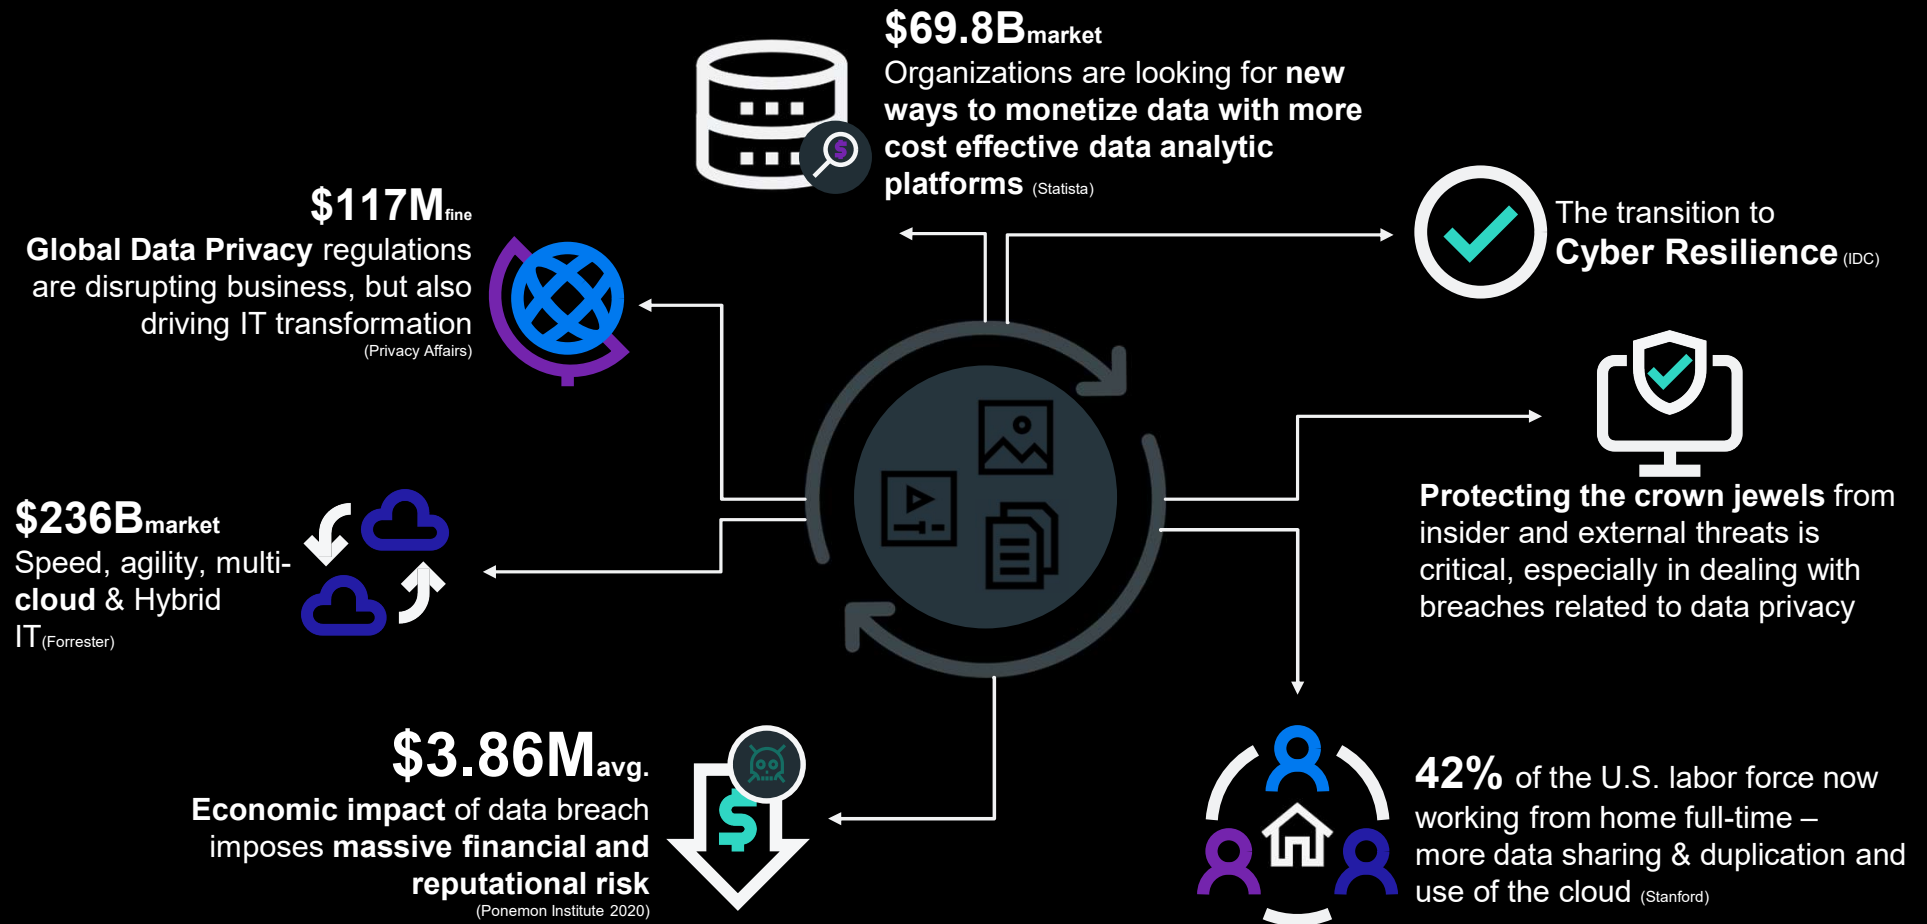 $69.8Bmarket
Organizations are looking for new
ways to monetize data with more
cost effective data analytic
platforms (Statista)
$117Mfine
Global Data Privacy regulations
are disrupting business, but also
driving IT transformation
(Privacy Affairs)
The transition to
Cyber Resilience (IDC)
$236Bmarket
Speed, agility, multi-
cloud & Hybrid
IT(Forrester)
Protecting the crown jewels from
insider and external threats is
critical, especially in dealing with
breaches related to data privacy
$3.86Mavg.
Economic impact of data breach
imposes massive financial and
reputational risk
(Ponemon Institute 2020)
42% of the U.S. labor force now
working from home full-time –
more data sharing & duplication and
use of the cloud (Stanford)